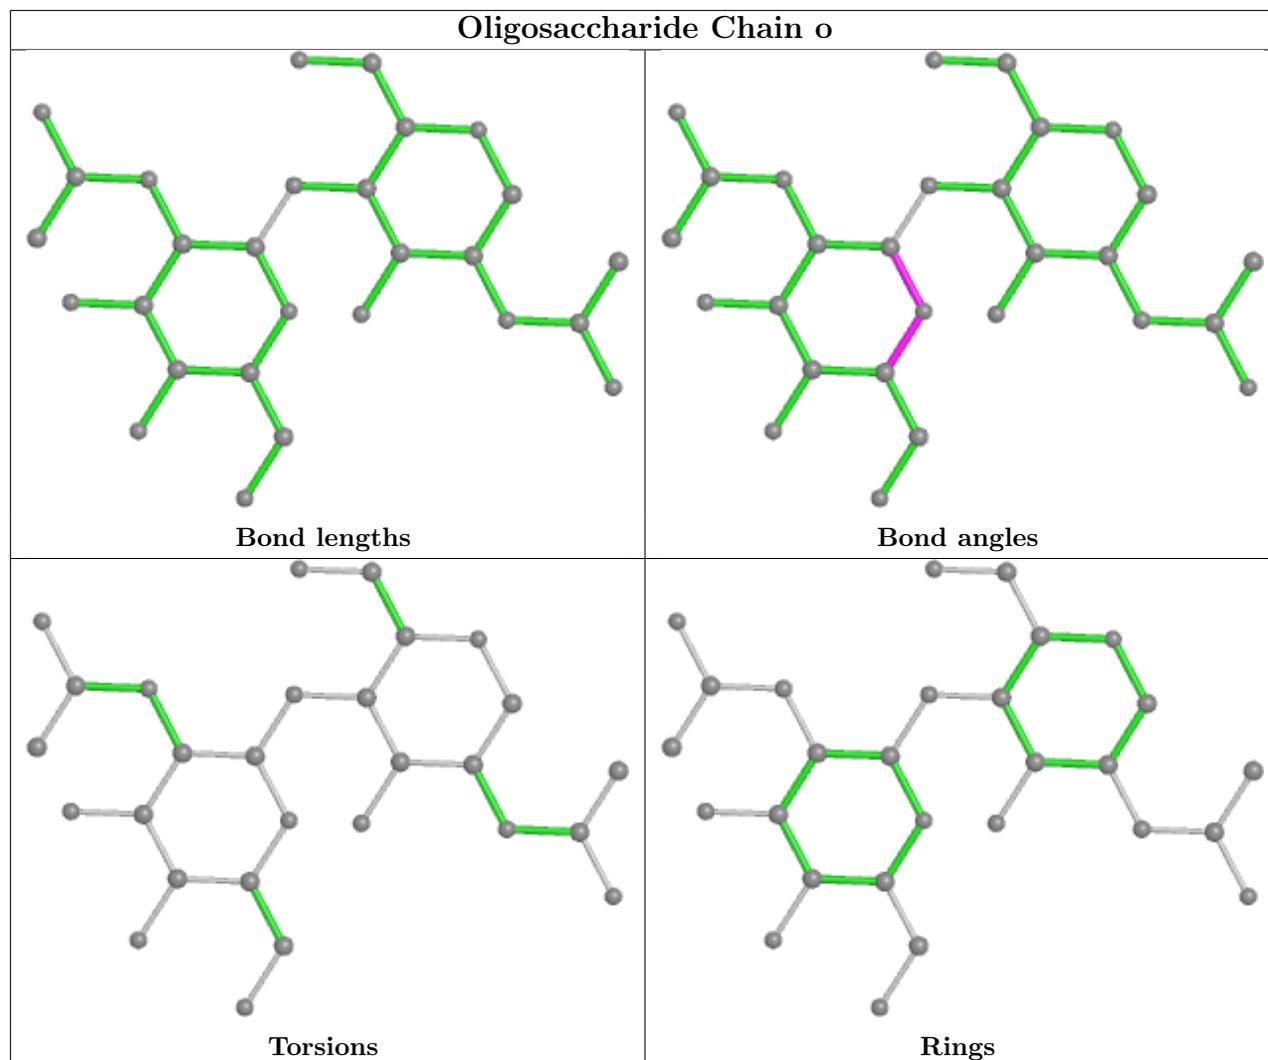 Oligosaccharide Chain o
Bond lengths
Bond angles
Torsions
Rings